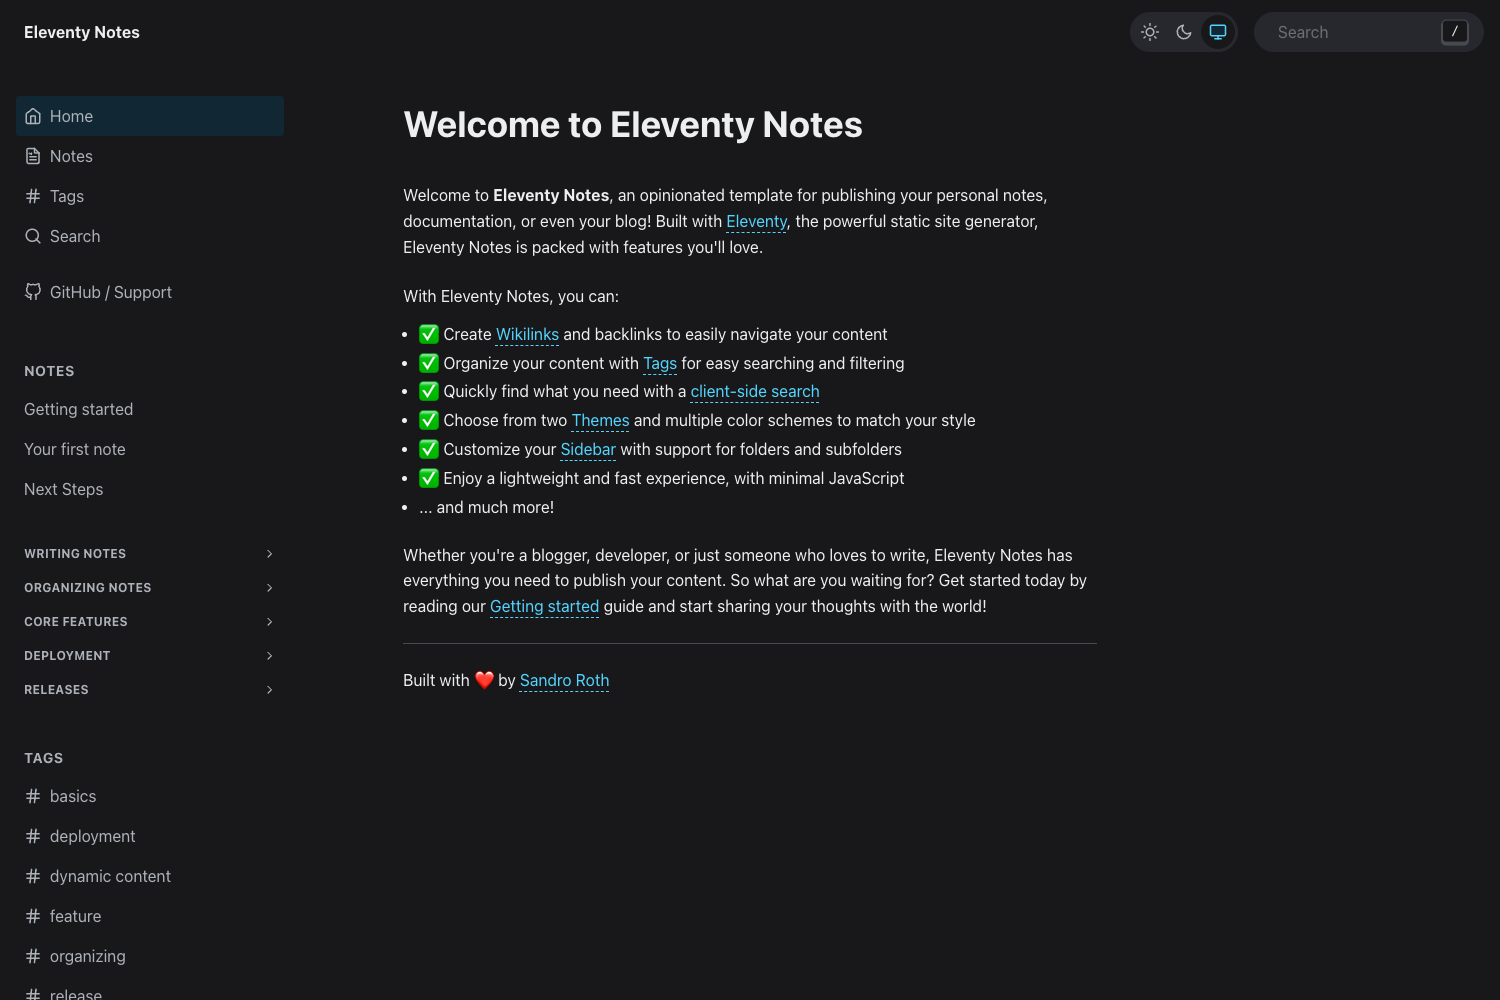 Eleventy Notes
Search
/
Home
Notes
Tags
Search
GitHub / Support
NOTES
Getting started
Your first note
Next Steps
WRITING NOTES
ORGANIZING NOTES
CORE FEATURES
DEPLOYMENT
RELEASES
TAGS
# basics
# deployment
# dynamic content
# feature
# organizing
# release
Welcome to Eleventy Notes
Welcome to Eleventy Notes, an opinionated template for publishing your personal notes,
documentation, or even your blog! Built with Eleventy, the powerful static site generator,
Eleventy Notes is packed with features you'll love.
With Eleventy Notes, you can:
• ✅ Create Wikilinks and backlinks to easily navigate your content
• ✅ Organize your content with Tags for easy searching and filtering
• ✅ Quickly find what you need with a client-side search
• ✅ Choose from two Themes and multiple color schemes to match your style
• ✅ Customize your Sidebar with support for folders and subfolders
• ✅ Enjoy a lightweight and fast experience, with minimal JavaScript
• ... and much more!
Whether you're a blogger, developer, or just someone who loves to write, Eleventy Notes has
everything you need to publish your content. So what are you waiting for? Get started today by
reading our Getting started guide and start sharing your thoughts with the world!
Built with ❤️ by Sandro Roth